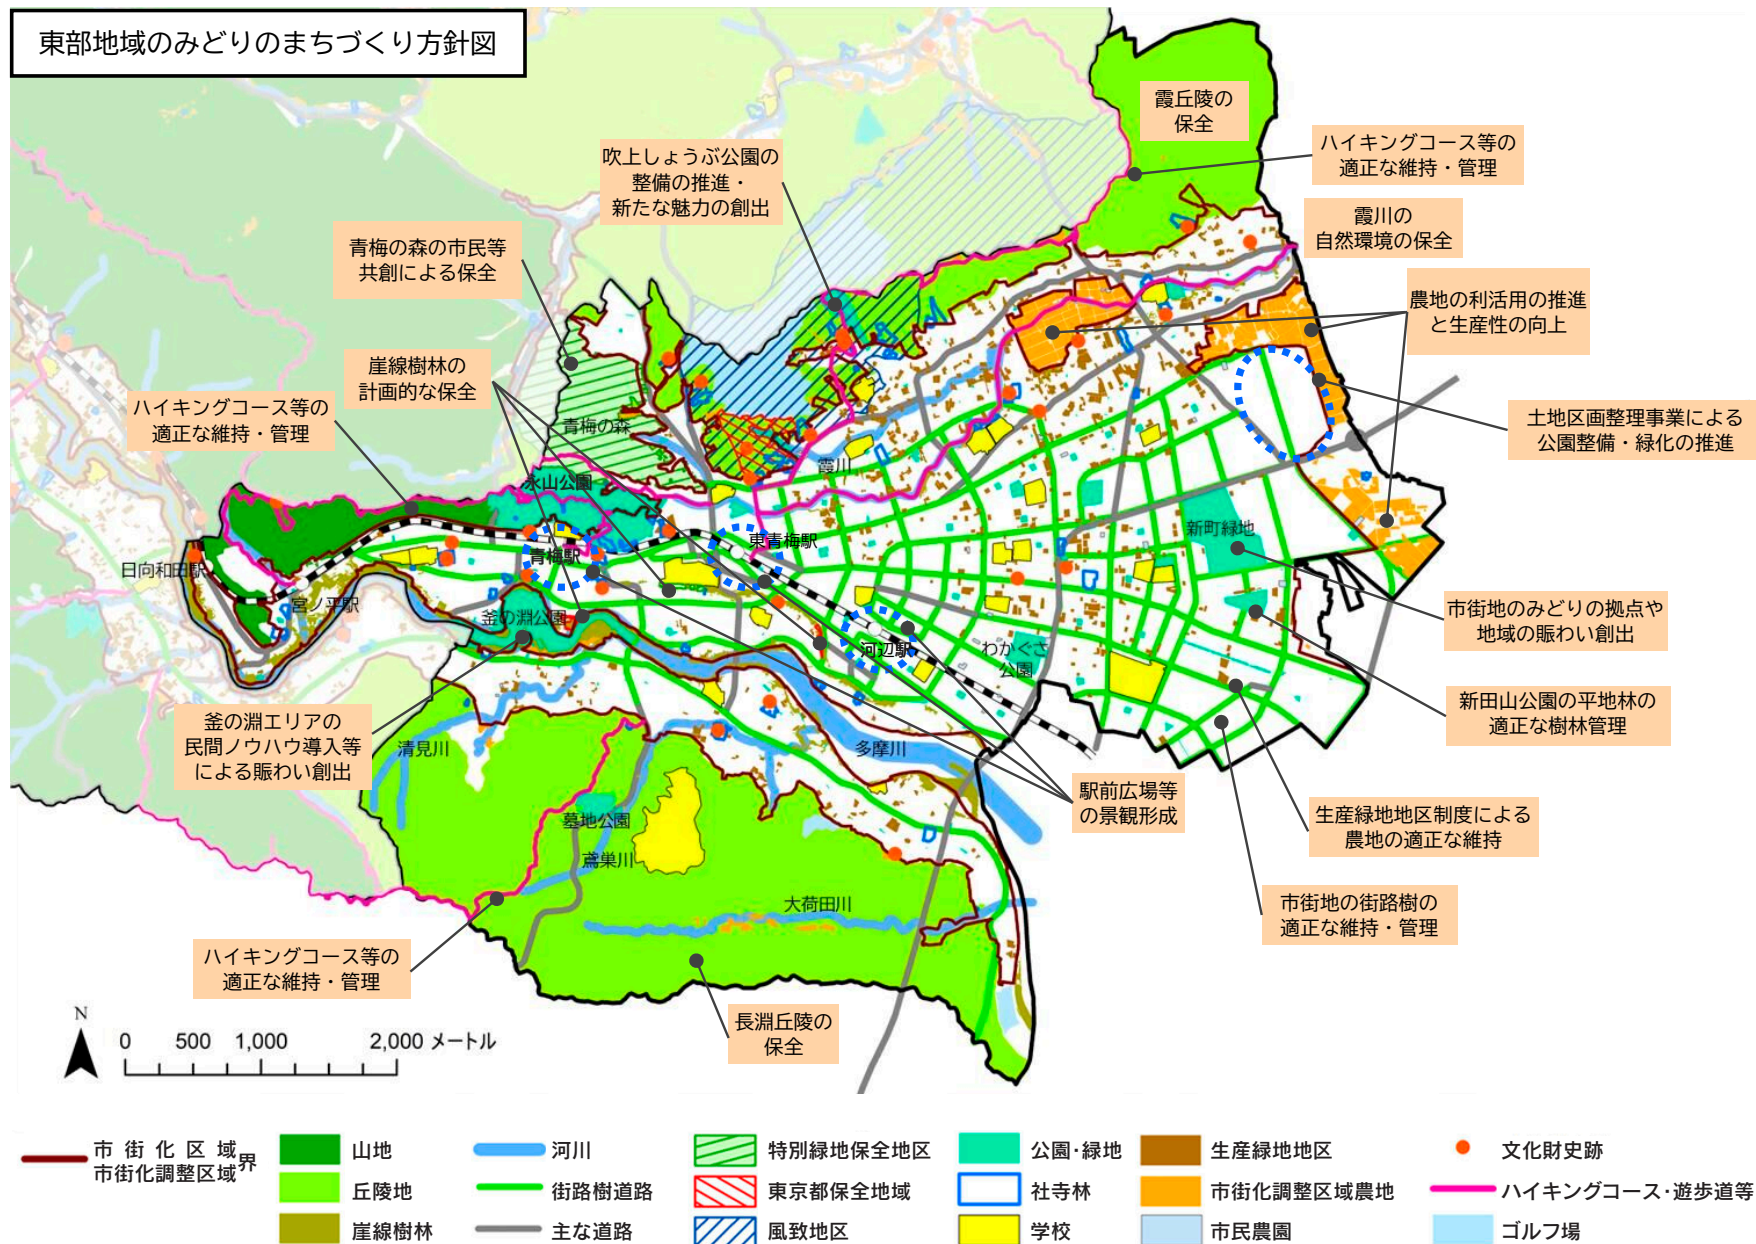 東部地域のみどりのまちづくり方針図
霞丘陵の
保全
ハイキングコース等の
適正な維持・管理
吹上しょうぶ公園の
整備の推進・
新たな魅力の創出
霞川の
自然環境の保全
青梅の森の市民等
共創による保全
農地の利活用の推進
と生産性の向上
崖線樹林の
計画的な保全
ハイキングコース等の
適正な維持・管理
土地区画整理事業による
公園整備・緑化の推進
青梅の森
霞川
永山公園
新町緑地
東青梅駅
青梅駅
日向和田駅
宮ノ平駅
釜の淵公園
市街地のみどりの拠点や
地域の賑わい創出
河辺駅
わかぐさ
公園
新田山公園の平地林の
適正な樹林管理
釜の淵エリアの
民間ノウハウ導入等
による賑わい創出
清見川
多摩川
駅前広場等
の景観形成
生産緑地地区制度による
農地の適正な維持
墓地公園
鳶巣川
大荷田川
市街地の街路樹の
適正な維持・管理
ハイキングコース等の
適正な維持・管理
長淵丘陵の
保全
N
0 500 1,000 2,000 メートル
市街化区域
市街化調整区域界
山地
河川
特別緑地保全地区
公園・緑地
生産緑地地区
文化財史跡
丘陵地
街路樹道路
東京都保全地域
社寺林
市街化調整区域農地
ハイキングコース・遊歩道等
崖線樹林
主な道路
風致地区
学校
市民農園
ゴルフ場